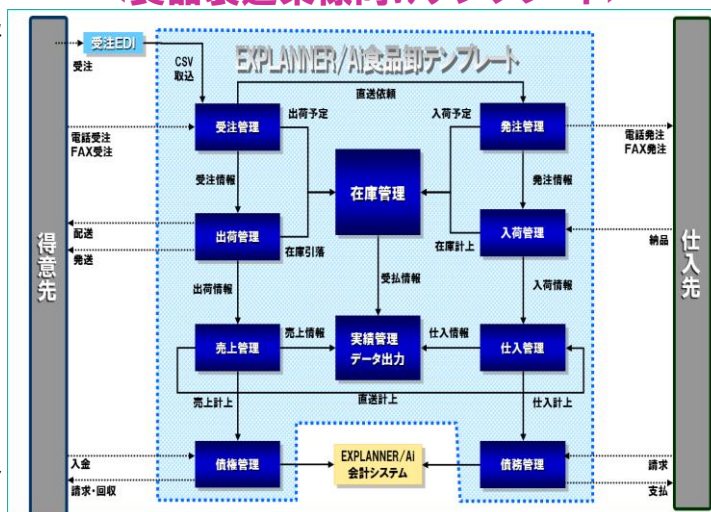 受注EDI
受注
CSV
取込
EXPLANNER/Ai食品卸テンプレート
直送依頼
受注管理
出荷予定
入荷予定
発注管理
電話受注
FAX受注
電話発注
FAX発注
受注情報
在庫管理
発注情報
配送
発送
出荷管理
在庫引落
在庫計上
入荷管理
納品
得意先
仕入先
出荷情報
受払情報
入荷情報
売上管理
売上情報
実績管理
データ出力
仕入情報
仕入管理
売上計上
直送計上
仕入計上
入金
請求・回収
債権管理
EXPLANNER/Ai
会計システム
債務管理
請求
支払